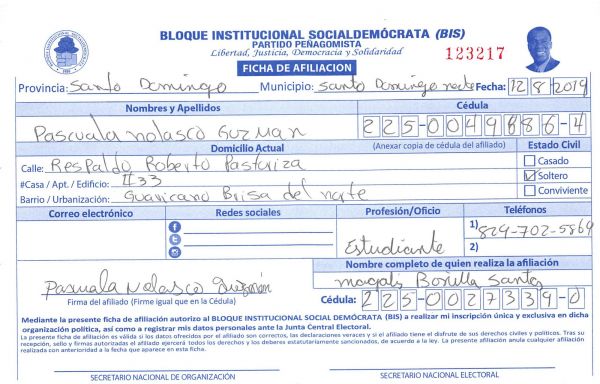 BLOQUE INSTITUCIONAL SOCIALDEMÓCRATA (BIS)
PARTIDO PEÑAGOMISTA
Libertad, Justicia, Democracia y Solidaridad
123217
FICHA DE AFILIACION
Provincia: Santo Domingo Municipio: Santo Domingo norte Fecha: 12 8 2019
Nombres y Apellidos Cédula
Pascuala nolasco Guzman 225-0049686-4
Domicilio Actual (Anexar copia de cédula del afiliado) Estado Civil
Calle: Respaldo Roberto Pastoriza Casado
#Casa / Apt. / Edificio: #33 Soltero
Barrio / Urbanización: Guaricano Brisa del norte Conviviente
Correo electrónico Redes sociales Profesión/Oficio Teléfonos
1) 829-702-5869
Estudiante 2)
Nombre completo de quien realiza la afiliación
Pascuala Nolasco Guzmán magalis Bonilla Santos
Firma del afiliado (Firme igual que en la Cédula) Cédula: 225-0027339-0
Mediante la presente ficha de afiliación autorizo al BLOQUE INSTITUCIONAL SOCIAL DEMÓCRATA (BIS) a realizar mi inscripción única y exclusiva en dicha
organización política, así como a registrar mis datos personales ante la Junta Central Electoral.
La presente ficha de afiliación es válida si los datos ofrecidos por el afiliado son correctos, las declaraciones veraces y si el afiliado tiene el disfrute de sus derechos civiles y políticos. Tras su
recepción, sello y firmas autorizadas el afiliado ejercerá todos los derechos y los deberes estatutariamente sancionados, de acuerdo a la ley. La presente afiliación anula cualquier afiliación
realizada con anterioridad a la fecha que aparece en esta ficha.
SECRETARIO NACIONAL DE ORGANIZACIÓN SECRETARIO NACIONAL ELECTORAL